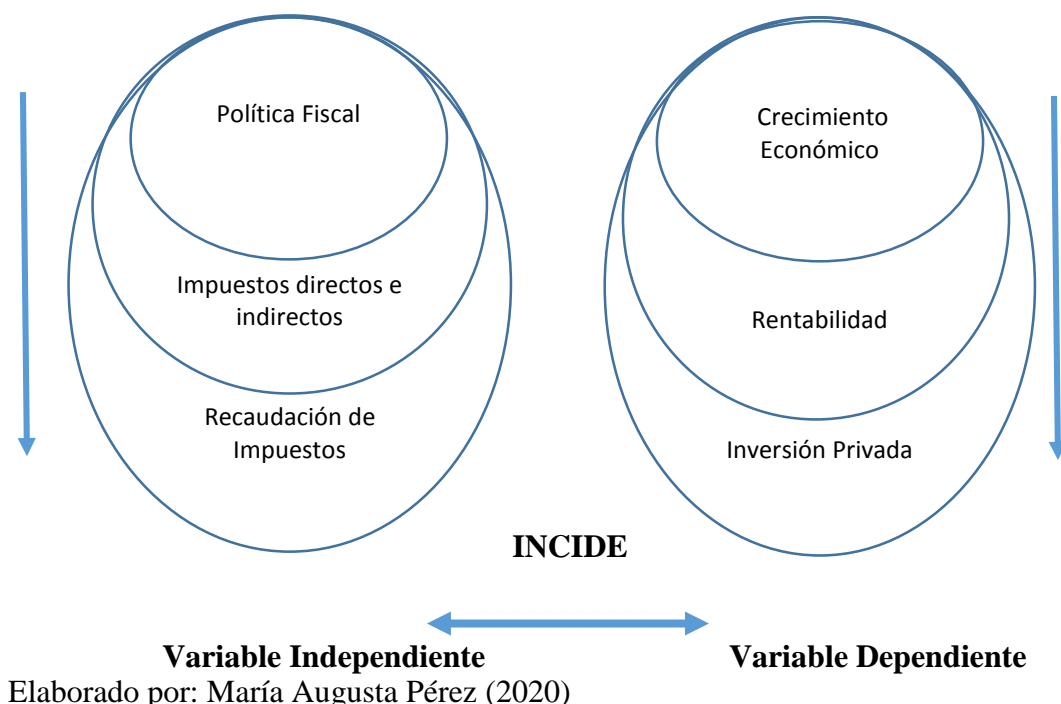 Política Fiscal
Impuestos directos e
indirectos
Recaudación de
Impuestos
Crecimiento
Económico
Rentabilidad
Inversión Privada
INCIDE
Variable Independiente
Variable Dependiente
Elaborado por: María Augusta Pérez (2020)